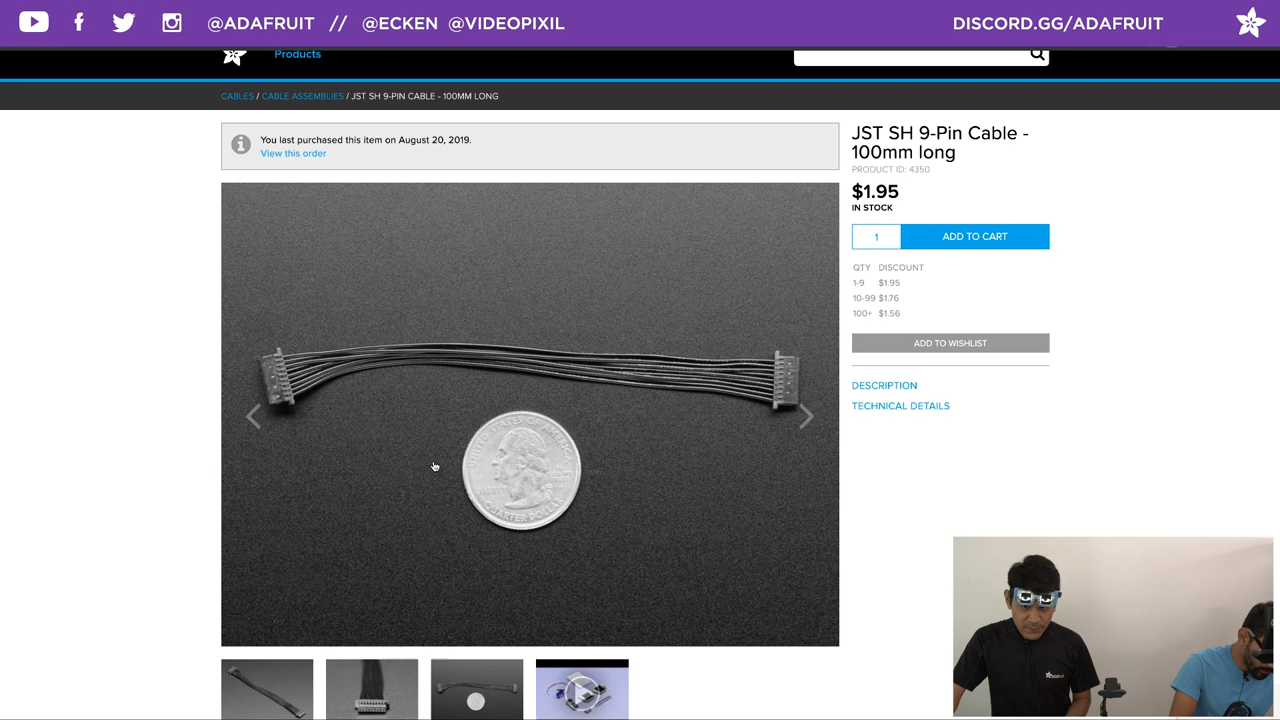 @ADAFRUIT // @ECKEN @VIDEOPIXIL
DISCORD.GG/ADAFRUIT
Products
CABLES / CABLE ASSEMBLIES / JST SH 9-PIN CABLE - 100MM LONG
You last purchased this item on August 20, 2019.
View this order
JST SH 9-Pin Cable -
100mm long
PRODUCT ID: 4350
$1.95
IN STOCK
1
ADD TO CART
QTY DISCOUNT
1-9 $1.95
10-99 $1.76
100+ $1.56
ADD TO WISHLIST
DESCRIPTION
TECHNICAL DETAILS
QUARTER DOLLAR